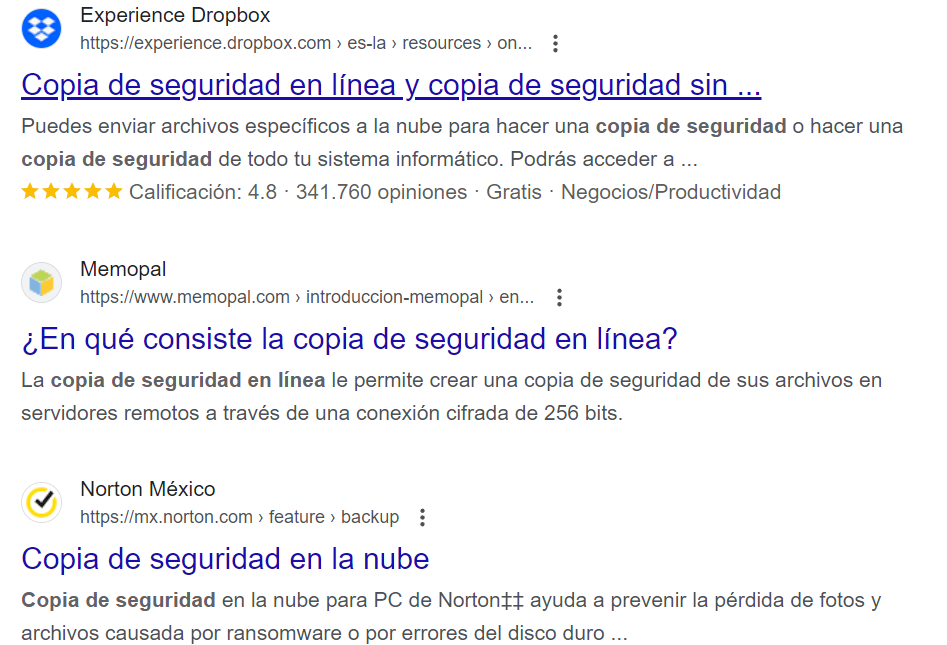 Experience Dropbox
https://experience.dropbox.com › es-la › resources › on...
Copia de seguridad en línea y copia de seguridad sin ...
Puedes enviar archivos específicos a la nube para hacer una copia de seguridad o hacer una
copia de seguridad de todo tu sistema informático. Podrás acceder a ...
Calificación: 4.8 · 341.760 opiniones · Gratis · Negocios/Productividad
Memopal
https://www.memopal.com › introduccion-memopal › en...
¿En qué consiste la copia de seguridad en línea?
La copia de seguridad en línea le permite crear una copia de seguridad de sus archivos en
servidores remotos a través de una conexión cifrada de 256 bits.
Norton México
https://mx.norton.com › feature › backup
Copia de seguridad en la nube
Copia de seguridad en la nube para PC de Norton‡‡ ayuda a prevenir la pérdida de fotos y
archivos causada por ransomware o por errores del disco duro ...